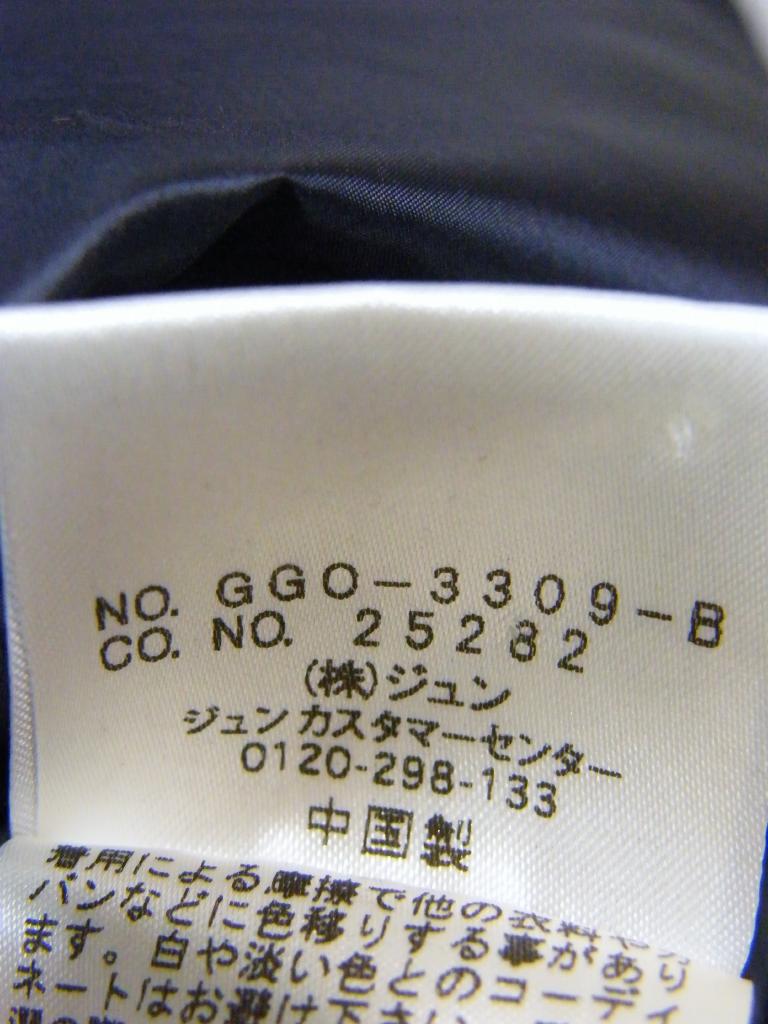 NO. GGO-3309-B
CO. NO. 25282
(株)ジュン
ジュンカスタマーセンター
0120-298-133
中国製
着用による摩擦で他の衣料や
バンなどに色移りする事があり
ます。白や淡い色とのコーディ
ネートはお避け下さい。